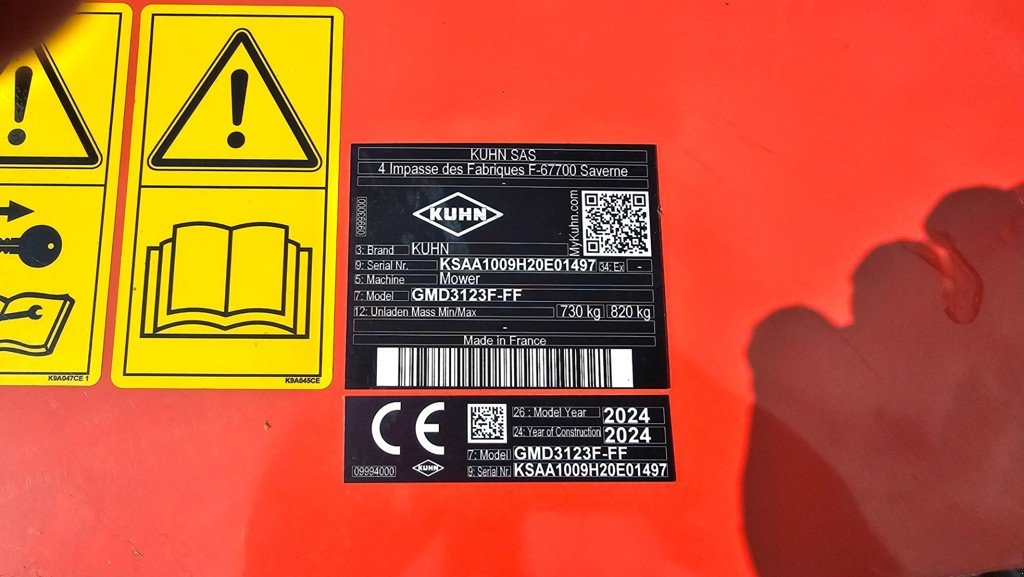 K9A047CE 1
K9A045CE
KUHN SAS
4 Impasse des Fabriques F-67700 Saverne
-
09993000
KUHN
MyKuhn.com
3: Brand KUHN
9: Serial Nr. KSAA1009H20E01497 34: Ex -
5: Machine Mower
7: Model GMD3123F-FF
12: Unladen Mass Min/Max 730 kg 820 kg
-
Made in France
CE
26 : Model Year 2024
24: Year of Construction 2024
7: Model GMD3123F-FF
09994000 KUHN 9: Serial Nr KSAA1009H20E01497